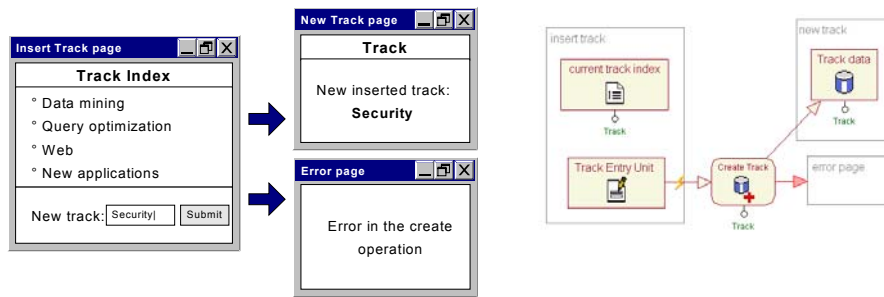 Insert Track page
Track Index
° Data mining
° Query optimization
° Web
° New applications
New track: Security| Submit
New Track page
Track
New inserted track:
Security
Error page
Error in the create
operation
insert track
current track index
Track
Track Entry Unit
Create Track
Track
new track
Track data
Track
error page